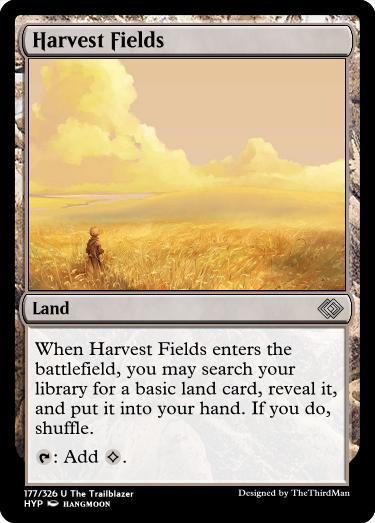 Harvest Fields
Land
When Harvest Fields enters the
battlefield, you may search your
library for a basic land card, reveal it,
and put it into your hand. If you do,
shuffle.
: Add .
177/326 U The Trailblazer
Designed by TheThirdMan
HYP HANGMOON